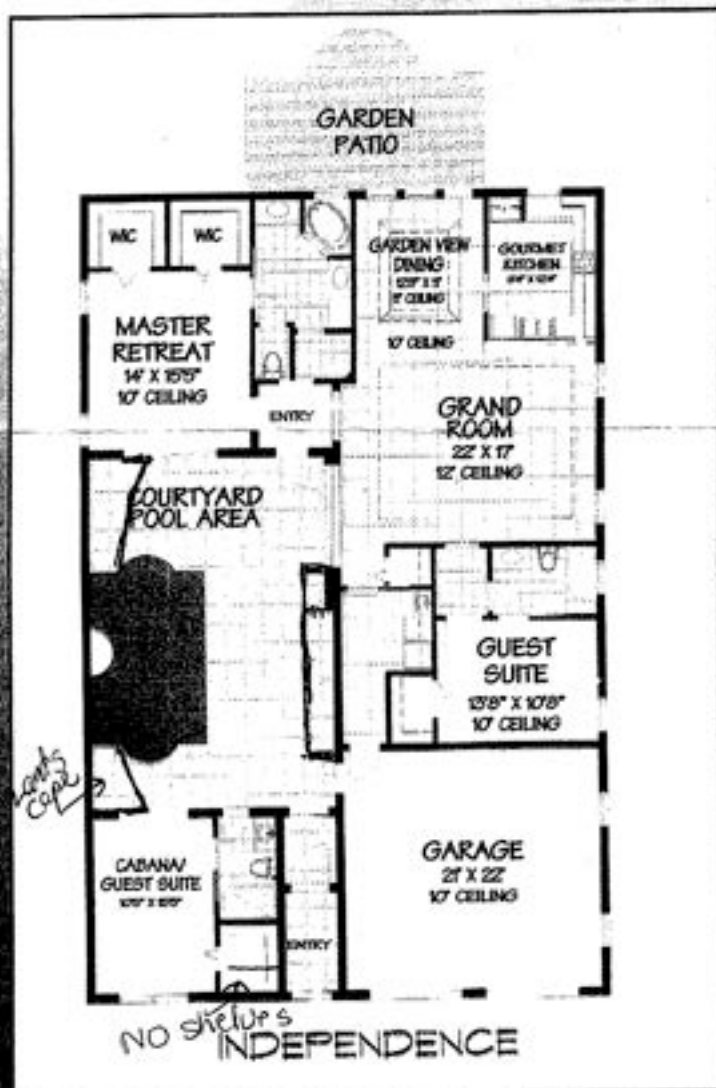 GARDEN
PATIO
WIC
WIC
GARDEN VIEW
DINING
GOURMET
KITCHEN
MASTER
RETREAT
14' X 15'5"
10' CEILING
10' CEILING
ENTRY
GRAND
ROOM
22' X 17'
12' CEILING
COURTYARD
POOL AREA
GUEST
SUITE
13'8" X 10'8"
10' CEILING
CABANA/
GUEST SUITE
GARAGE
21' X 22'
10' CEILING
ENTRY
NO Shelves
INDEPENDENCE